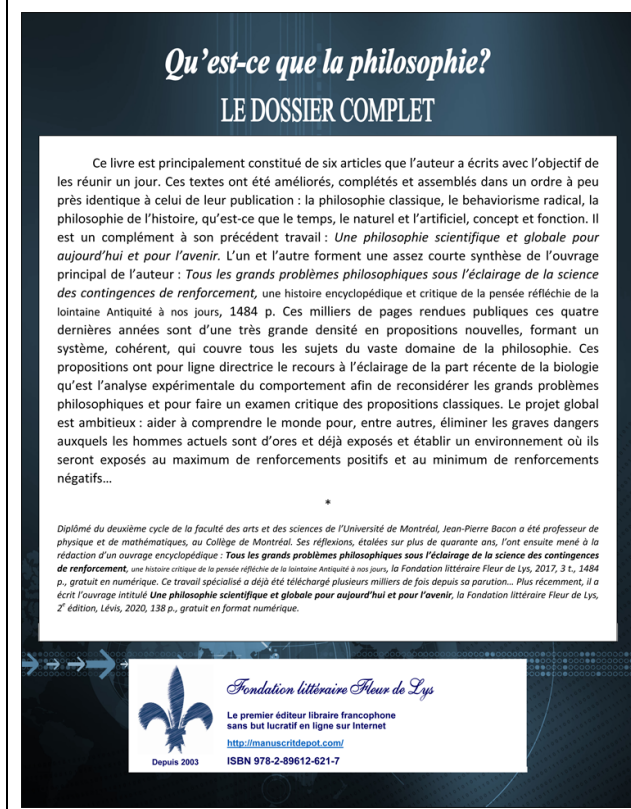 Qu’est-ce que la philosophie?
LE DOSSIER COMPLET
Ce livre est principalement constitué de six articles que l’auteur a écrits avec l’objectif de
les réunir un jour. Ces textes ont été améliorés, complétés et assemblés dans un ordre à peu
près identique à celui de leur publication : la philosophie classique, le behaviorisme radical, la
philosophie de l’histoire, qu’est-ce que le temps, le naturel et l’artificiel, concept et fonction. Il
est un complément à son précédent travail : Une philosophie scientifique et globale pour
aujourd’hui et pour l’avenir. L’un et l’autre forment une assez courte synthèse de l’ouvrage
principal de l’auteur : Tous les grands problèmes philosophiques sous l’éclairage de la science
des contingences de renforcement, une histoire encyclopédique et critique de la pensée réfléchie de la
lointaine Antiquité à nos jours, 1484 p. Ces milliers de pages rendues publiques ces quatre
dernières années sont d’une très grande densité en propositions nouvelles, formant un
système, cohérent, qui couvre tous les sujets du vaste domaine de la philosophie. Ces
propositions ont pour ligne directrice le recours à l’éclairage de la part récente de la biologie
qu’est l’analyse expérimentale du comportement afin de reconsidérer les grands problèmes
philosophiques et pour faire un examen critique des propositions classiques. Le projet global
est ambitieux : aider à comprendre le monde pour, entre autres, éliminer les graves dangers
auxquels les hommes actuels sont d’ores et déjà exposés et établir un environnement où ils
seront exposés au maximum de renforcements positifs et au minimum de renforcements
négatifs…
*
Diplômé du deuxième cycle de la faculté des arts et des sciences de l’Université de Montréal, Jean-Pierre Bacon a été professeur de
physique et de mathématiques, au Collège de Montréal. Ses réflexions, étalées sur plus de quarante ans, l’ont ensuite mené à la
rédaction d’un ouvrage encyclopédique : Tous les grands problèmes philosophiques sous l’éclairage de la science des contingences
de renforcement, une histoire critique de la pensée réfléchie de la lointaine Antiquité à nos jours, la Fondation littéraire Fleur de Lys, 2017, 3 t., 1484
p., gratuit en numérique. Ce travail spécialisé a déjà été téléchargé plusieurs milliers de fois depuis sa parution… Plus récemment, il a
écrit l’ouvrage intitulé Une philosophie scientifique et globale pour aujourd’hui et pour l’avenir, la Fondation littéraire Fleur de Lys,
2e édition, Lévis, 2020, 138 p., gratuit en format numérique.
Fondation littéraire Fleur de Lys
Le premier éditeur libraire francophone
sans but lucratif en ligne sur Internet
http://manuscritdepot.com/
Depuis 2003
ISBN 978-2-89612-621-7